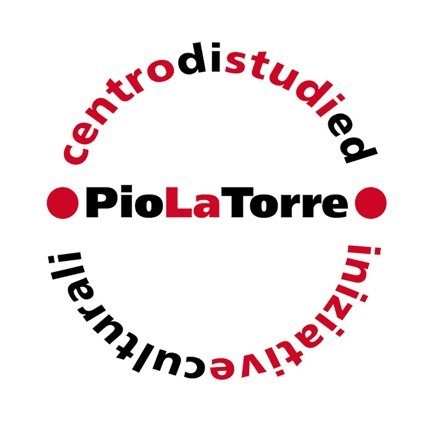 centrodistudied
PioLaTorre
iniziativeculturali